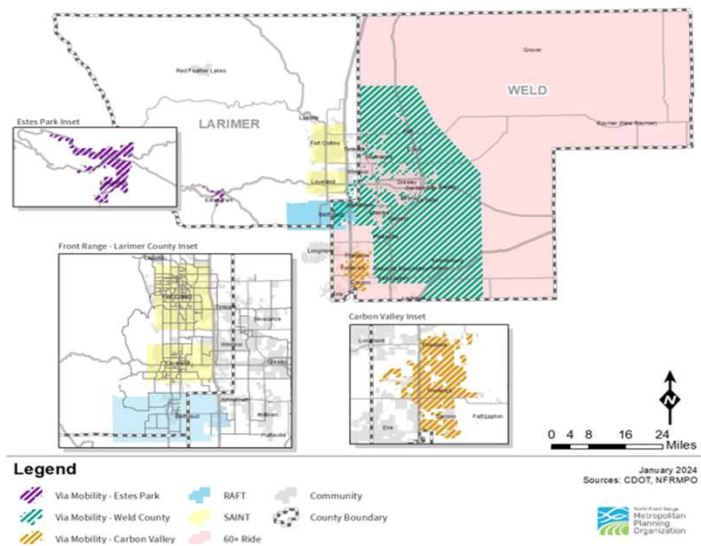 Grover
Red Feather Lakes
WELD
Raymer (New Raymer)
LARIMER
Estes Park Inset
Laporte
Fort Collins
Loveland
Greeley
Estes Park
Berthoud
Longmont
Front Range - Larimer County Inset
Fort Collins
Severance
Windsor
Loveland
Greeley
Johnstown
Berthoud
Milliken
Platteville
Carbon Valley Inset
Longmont
Firestone
Frederick
Dacono
Fort Lupton
Erie
N
0 4 8 16 24
Miles
Legend
January 2024
Sources: CDOT, NFRMPO
Via Mobility - Estes Park
RAFT
Community
Via Mobility - Weld County
SAINT
County Boundary
Via Mobility - Carbon Valley
60+ Ride
North Front Range
Metropolitan
Planning
Organization